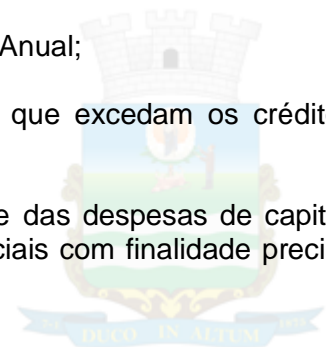 Anual;
que excedam os crédit
e das despesas de capit
ciais com finalidade preci
DUCO IN ALTUM